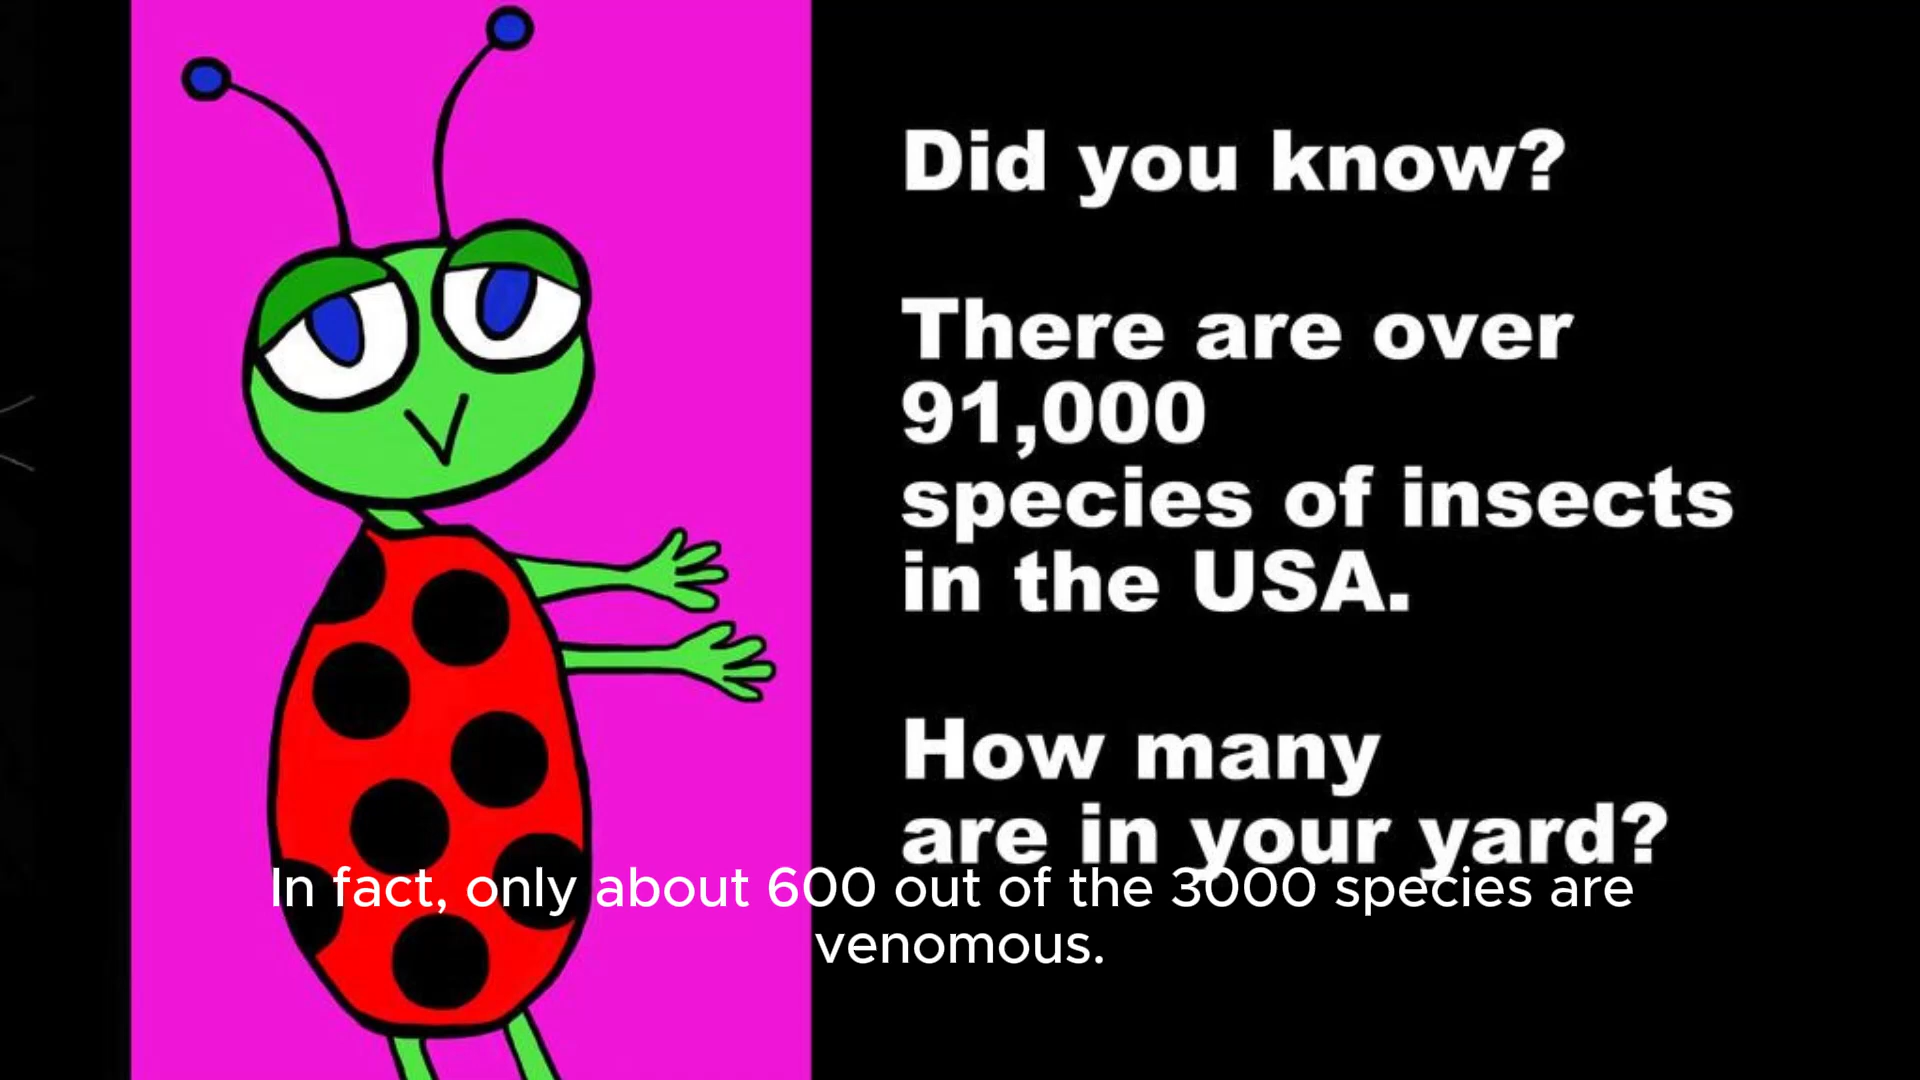 Did you know?
There are over
91,000
species of insects
in the USA.
How many
are in your yard?
In fact, only about 600 out of the 3000 species are
venomous.